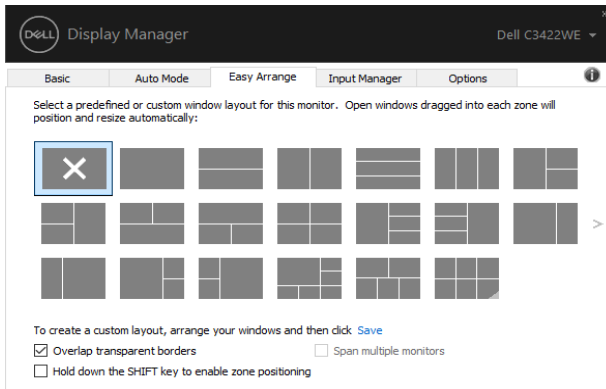 DELL Display Manager
Dell C3422WE
Basic Auto Mode Easy Arrange Input Manager Options
Select a predefined or custom window layout for this monitor. Open windows dragged into each zone will
position and resize automatically:
To create a custom layout, arrange your windows and then click Save
Overlap transparent borders
Span multiple monitors
Hold down the SHIFT key to enable zone positioning